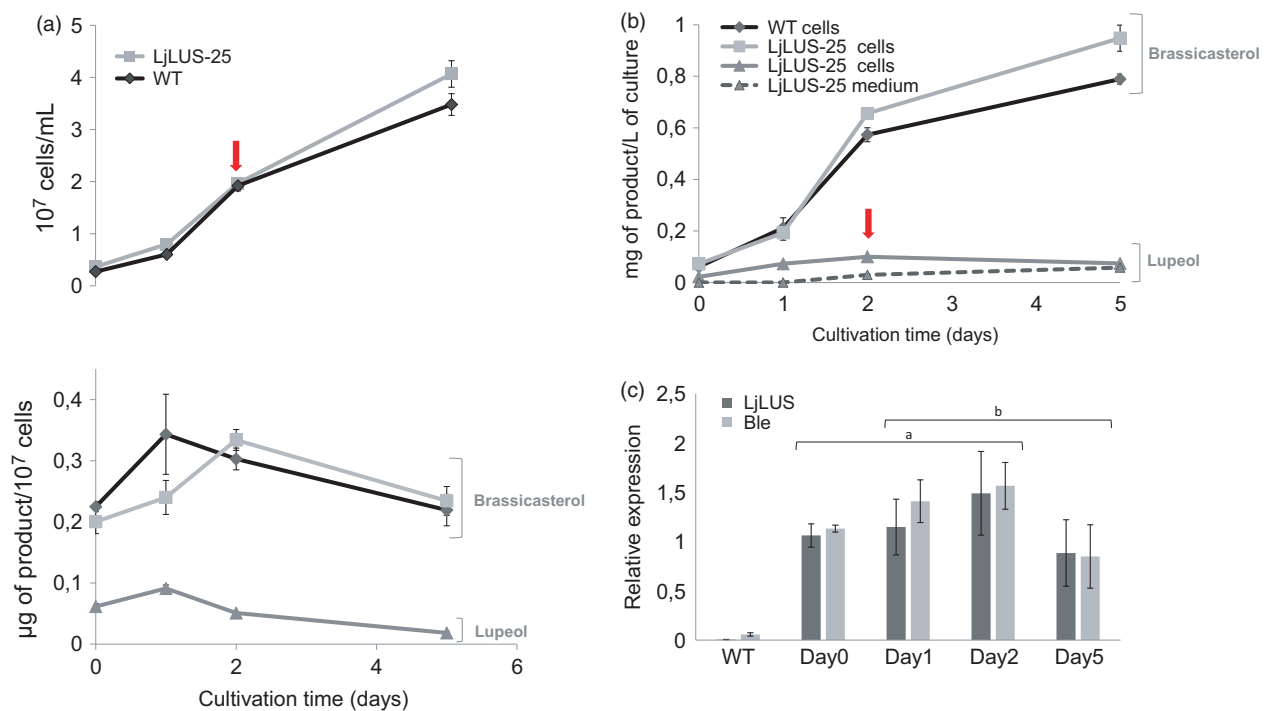 (a)
5
4
3
2
1
0
10⁷ cells/mL
LjLUS-25
WT
(b)
1
0,8
0,6
0,4
0,2
0
mg of product/L of culture
WT cells
LjLUS-25 cells
LjLUS-25 cells
LjLUS-25 medium
Brassicasterol
Lupeol
0 1 2 3 4 5
Cultivation time (days)
0,4
0,3
0,2
0,1
0
µg of product/10⁷ cells
Brassicasterol
Lupeol
0 2 4 6
Cultivation time (days)
(c)
2,5
2
1,5
1
0,5
0
Relative expression
LjLUS
Ble
a
b
WT Day0 Day1 Day2 Day5